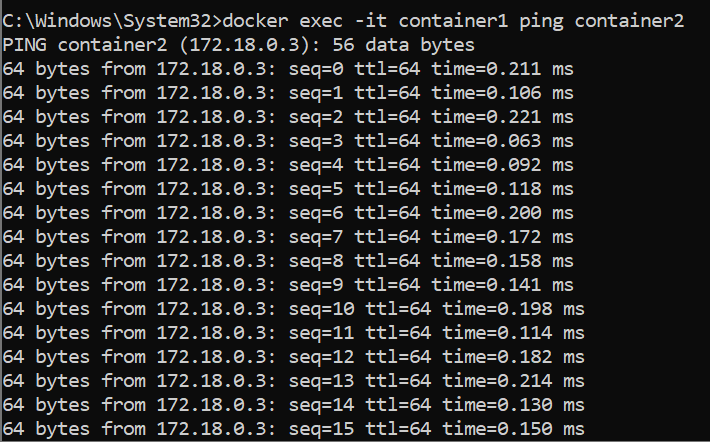 C:\Windows\System32>docker exec -it container1 ping container2
PING container2 (172.18.0.3): 56 data bytes
64 bytes from 172.18.0.3: seq=0 ttl=64 time=0.211 ms
64 bytes from 172.18.0.3: seq=1 ttl=64 time=0.106 ms
64 bytes from 172.18.0.3: seq=2 ttl=64 time=0.221 ms
64 bytes from 172.18.0.3: seq=3 ttl=64 time=0.063 ms
64 bytes from 172.18.0.3: seq=4 ttl=64 time=0.092 ms
64 bytes from 172.18.0.3: seq=5 ttl=64 time=0.118 ms
64 bytes from 172.18.0.3: seq=6 ttl=64 time=0.200 ms
64 bytes from 172.18.0.3: seq=7 ttl=64 time=0.172 ms
64 bytes from 172.18.0.3: seq=8 ttl=64 time=0.158 ms
64 bytes from 172.18.0.3: seq=9 ttl=64 time=0.141 ms
64 bytes from 172.18.0.3: seq=10 ttl=64 time=0.198 ms
64 bytes from 172.18.0.3: seq=11 ttl=64 time=0.114 ms
64 bytes from 172.18.0.3: seq=12 ttl=64 time=0.182 ms
64 bytes from 172.18.0.3: seq=13 ttl=64 time=0.214 ms
64 bytes from 172.18.0.3: seq=14 ttl=64 time=0.130 ms
64 bytes from 172.18.0.3: seq=15 ttl=64 time=0.150 ms